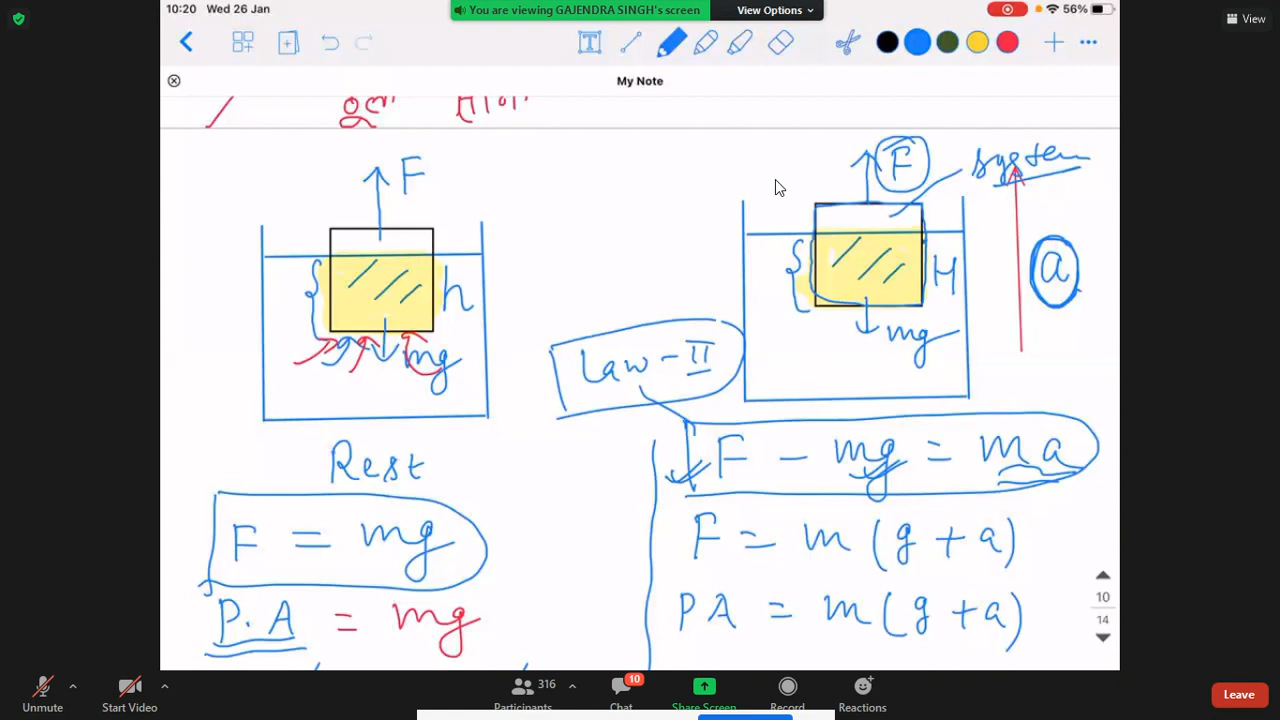 10:20 Wed 26 Jan
You are viewing GAJENDRA SINGH's screen
View Options
56%
View
My Note
F
h
mg
F
system
H
a
mg
Law - II
Rest
F = mg
P.A = mg
F - mg = ma
F = m(g+a)
PA = m(g+a)
10
14
Unmute
Start Video
316
Participants
10
Chat
Share Screen
Record
Reactions
Leave